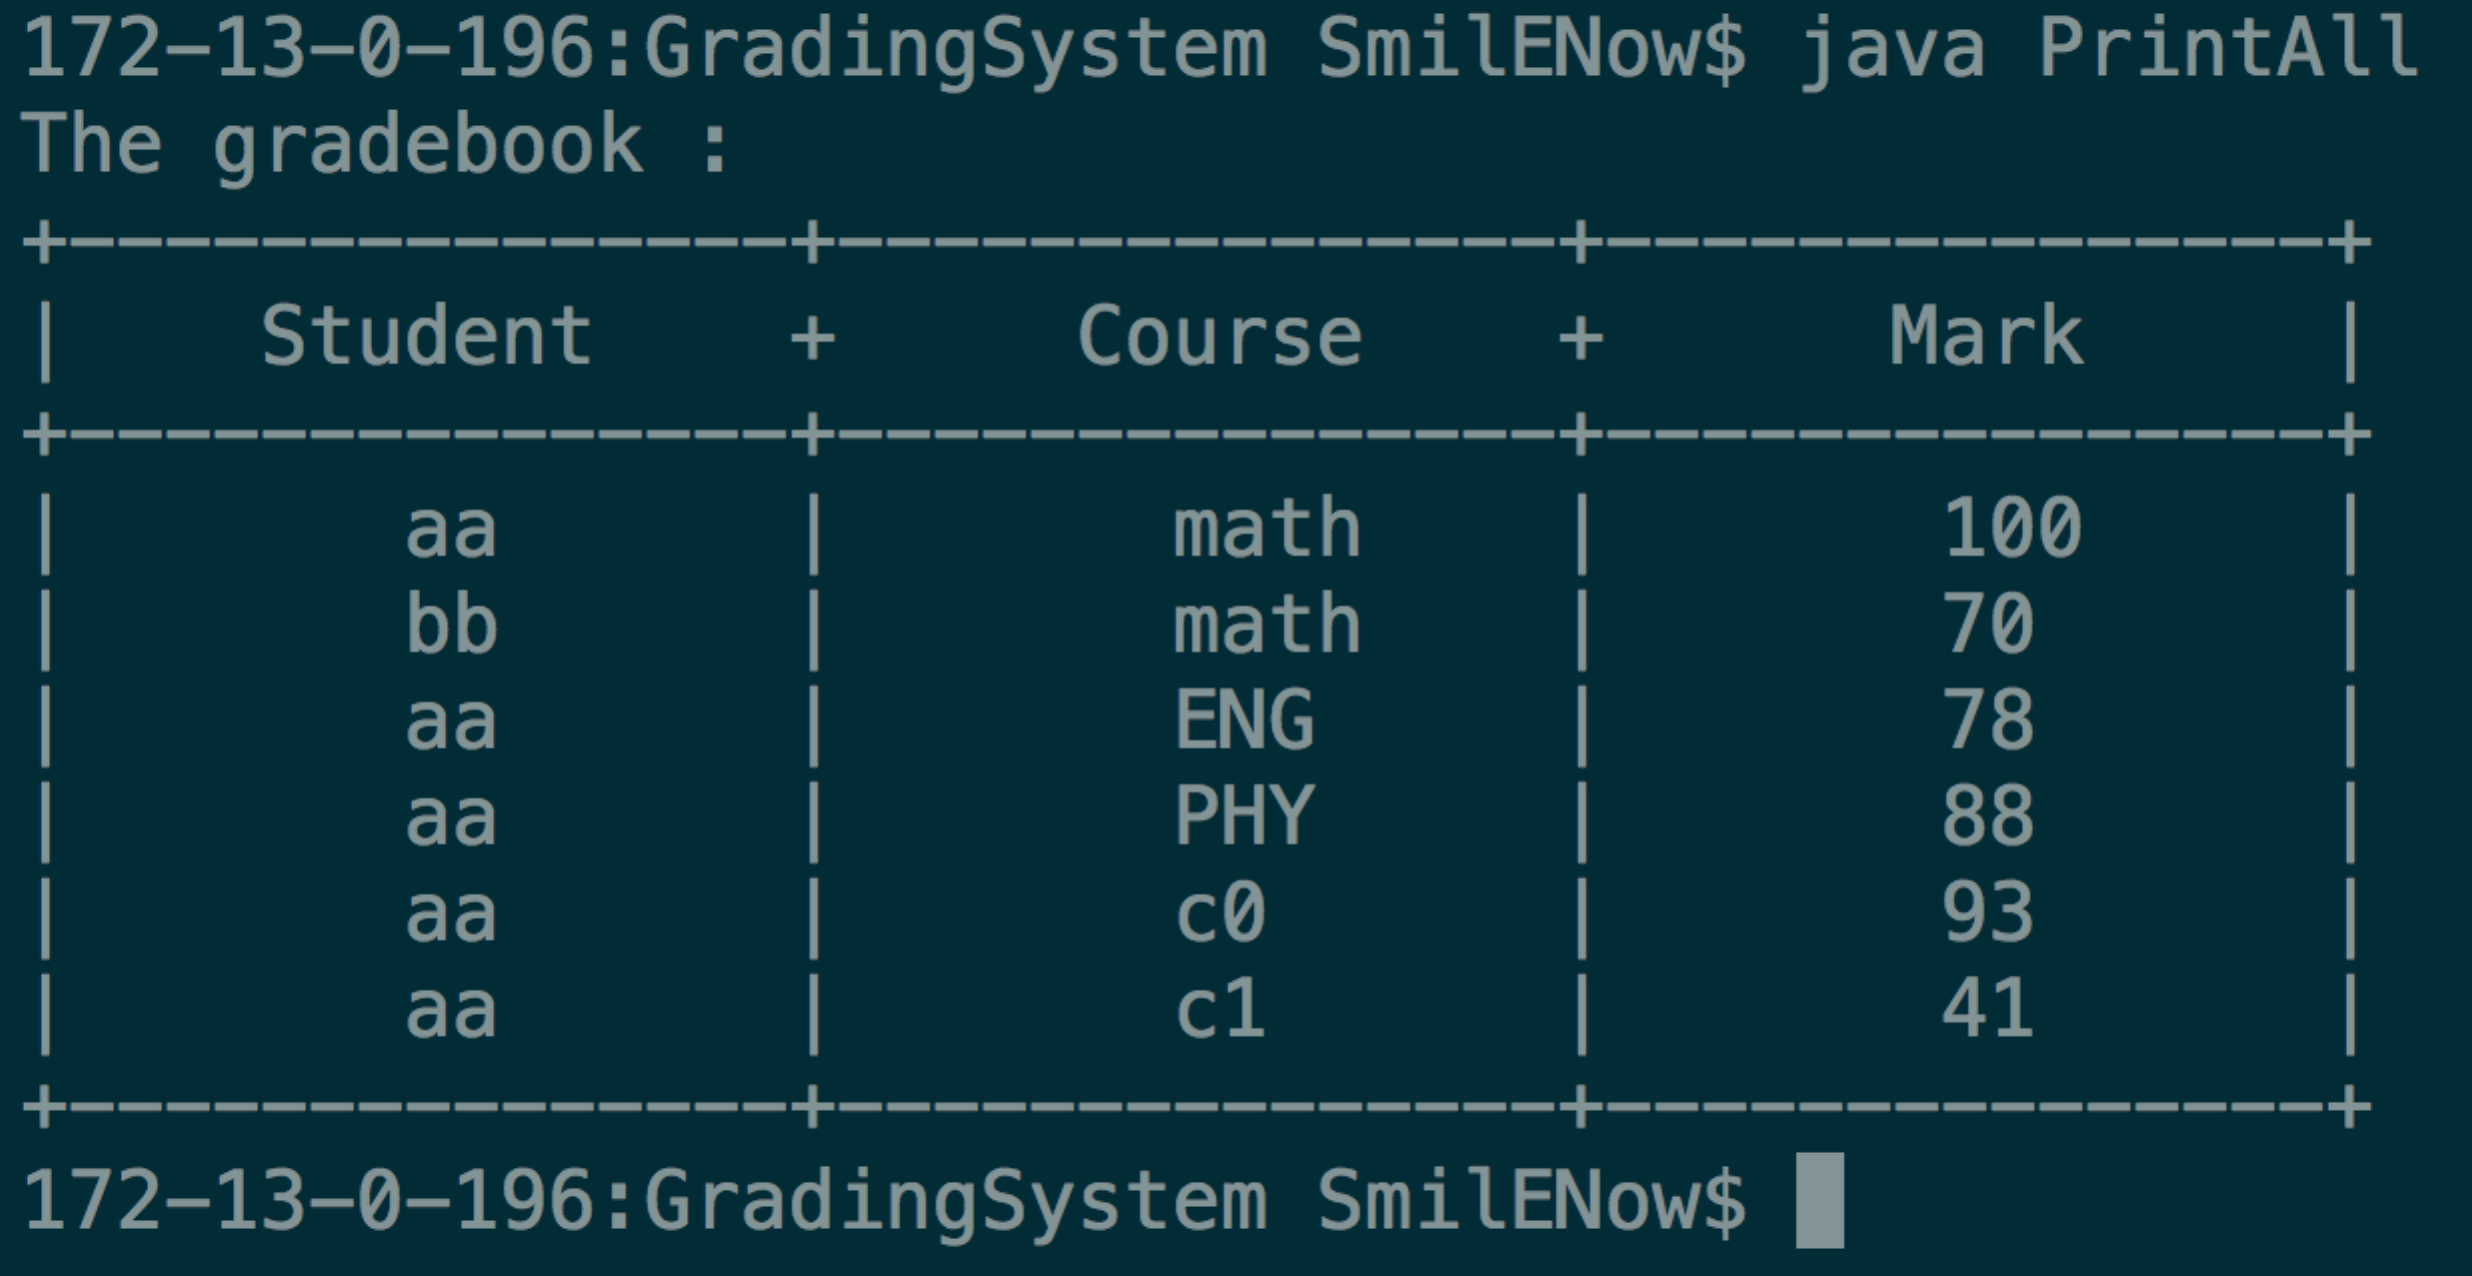 172-13-0-196:GradingSystem SmilENow$ java PrintAll
The gradebook :
+---------------+---------------+---------------+
|    Student    +     Course    +      Mark     |
+---------------+---------------+---------------+
|       aa      |       math    |       100     |
|       bb      |       math    |       70      |
|       aa      |       ENG     |       78      |
|       aa      |       PHY     |       88      |
|       aa      |       c0      |       93      |
|       aa      |       c1      |       41      |
+---------------+---------------+---------------+
172-13-0-196:GradingSystem SmilENow$